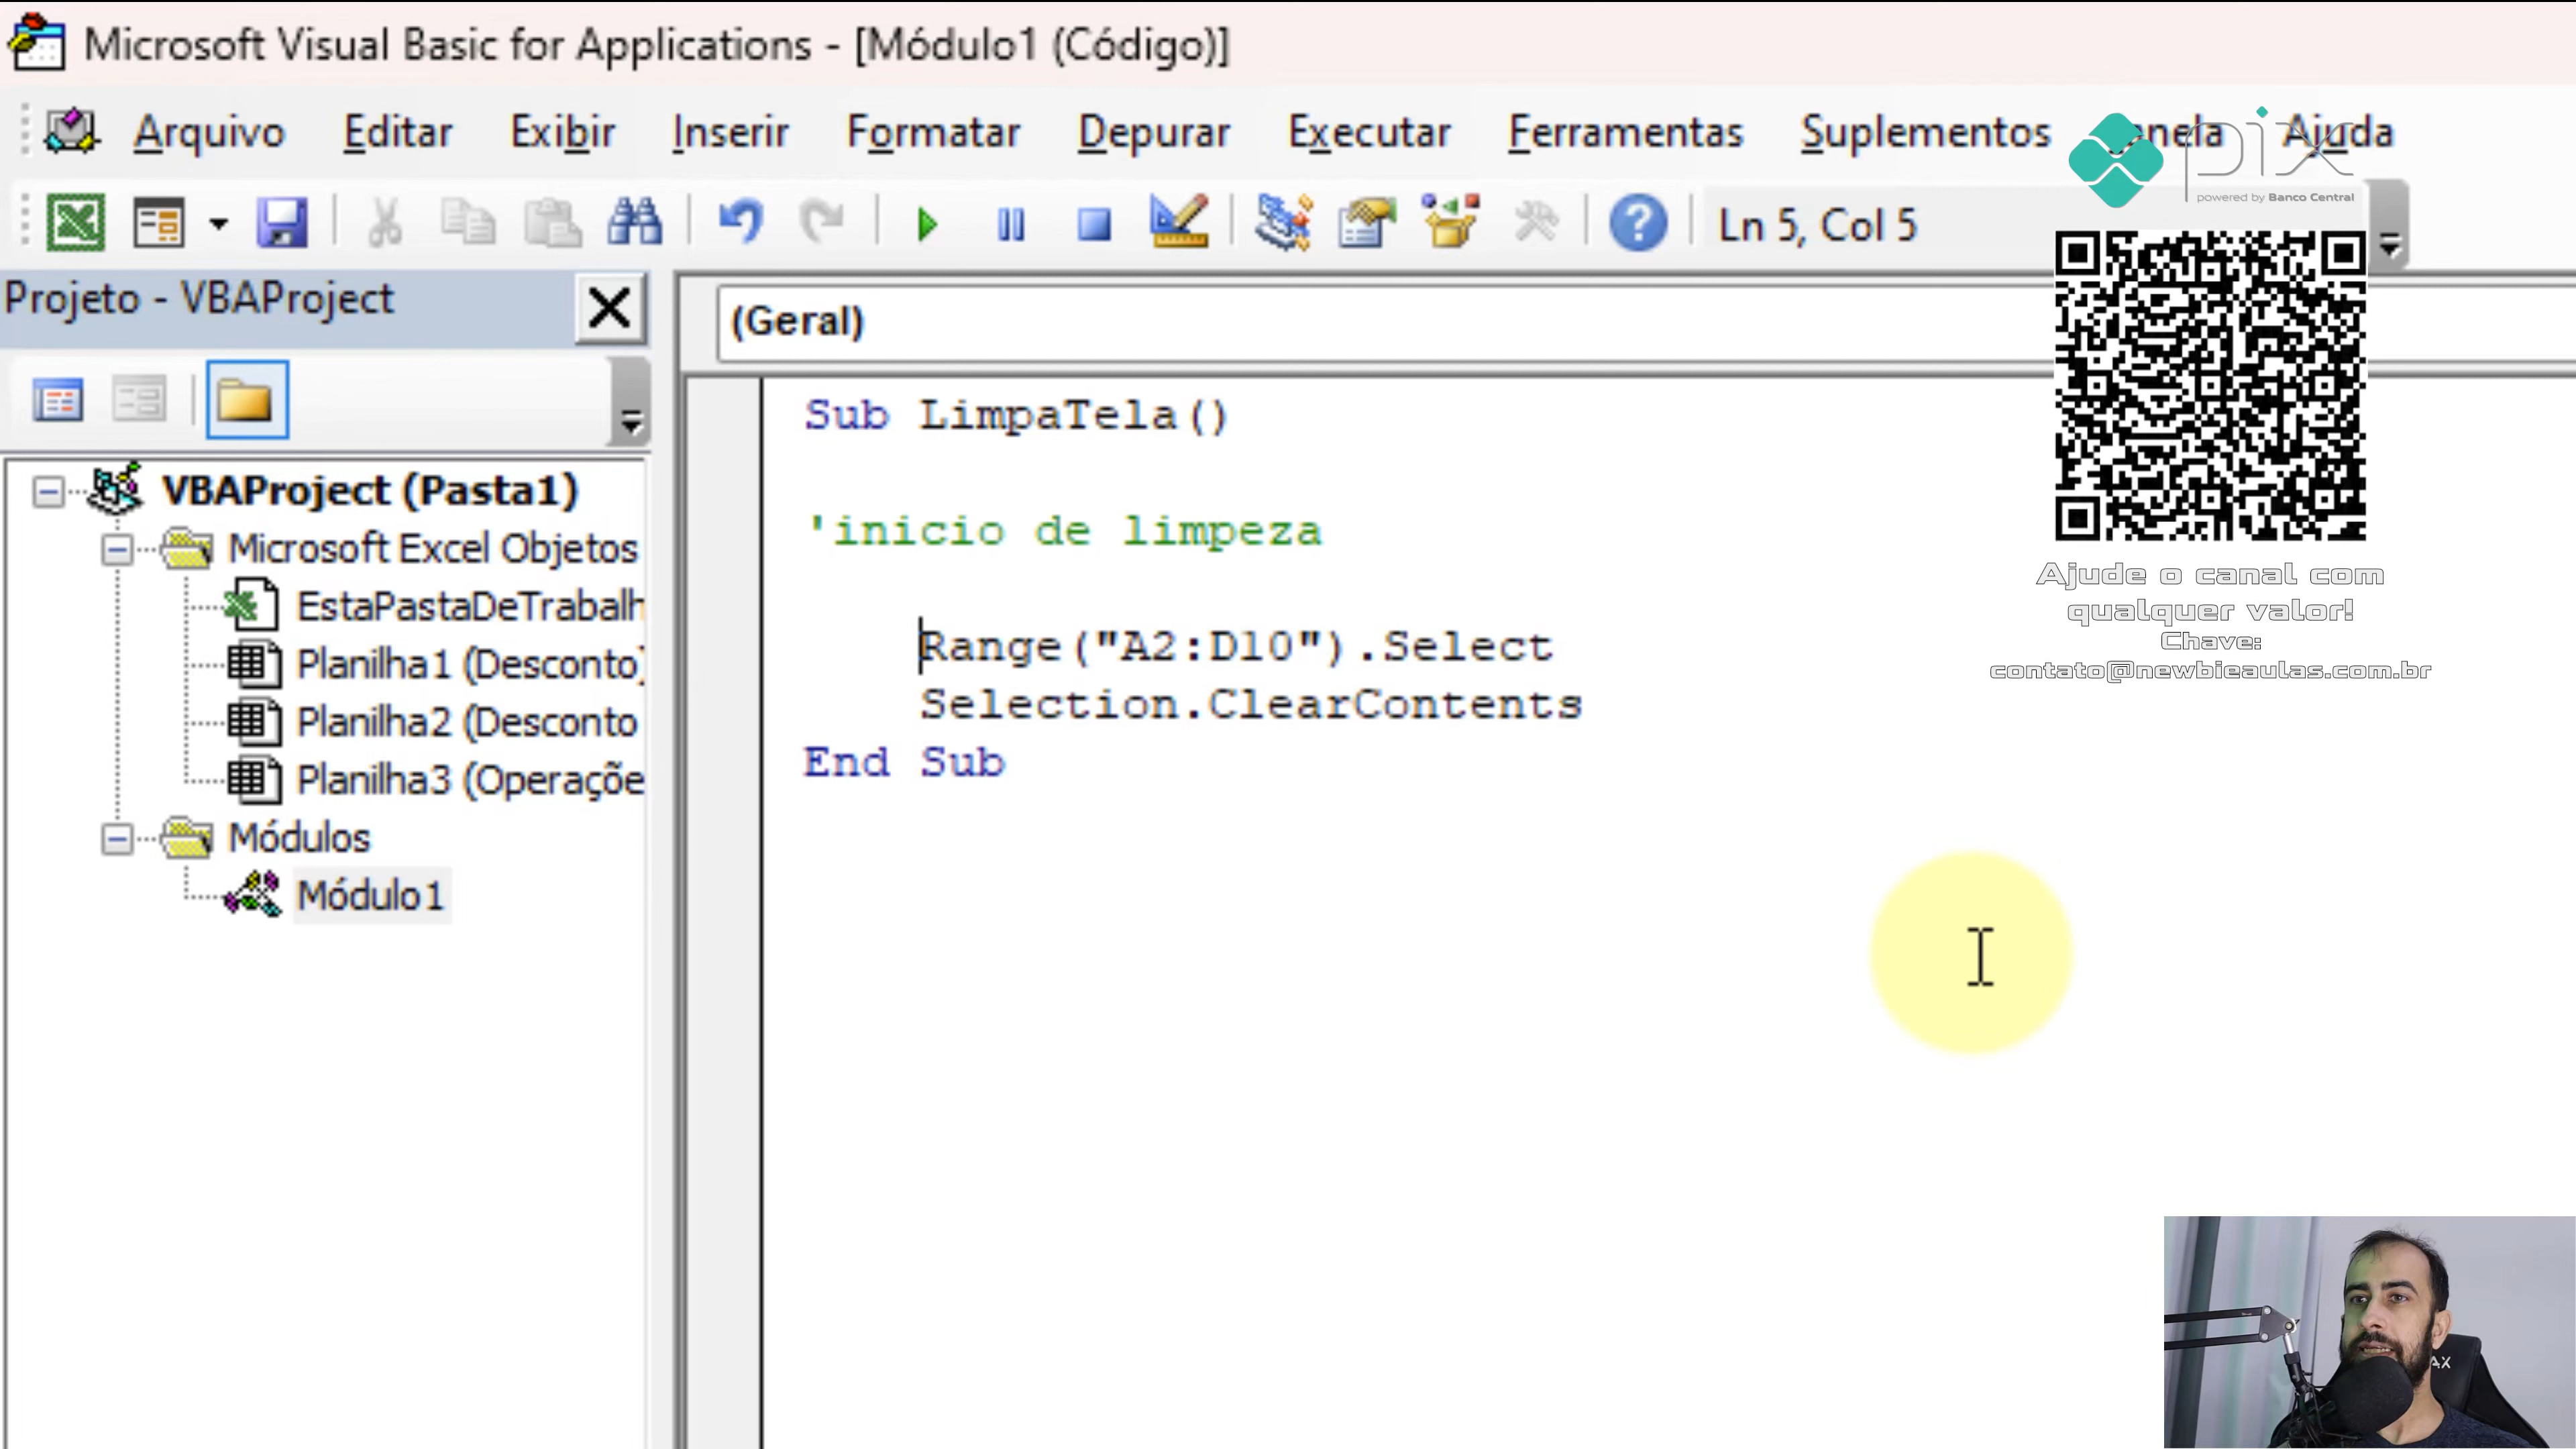 Microsoft Visual Basic for Applications - [Módulo1 (Código)]
Arquivo Editar Exibir Inserir Formatar Depurar Executar Ferramentas Suplementos Ajuda
pix
powered by Banco Central
Ln 5, Col 5
Projeto - VBAProject
(Geral)
VBAProject (Pasta1)
Microsoft Excel Objetos
EstaPastaDeTrabalh
Planilha1 (Desconto)
Planilha2 (Desconto
Planilha3 (Operaçõe
Módulos
Módulo1
Sub LimpaTela()
'inicio de limpeza
Range("A2:D10").Select
Selection.ClearContents
End Sub
Ajude o canal com
qualquer valor!
Chave:
contato@newbieaulas.com.br
AX